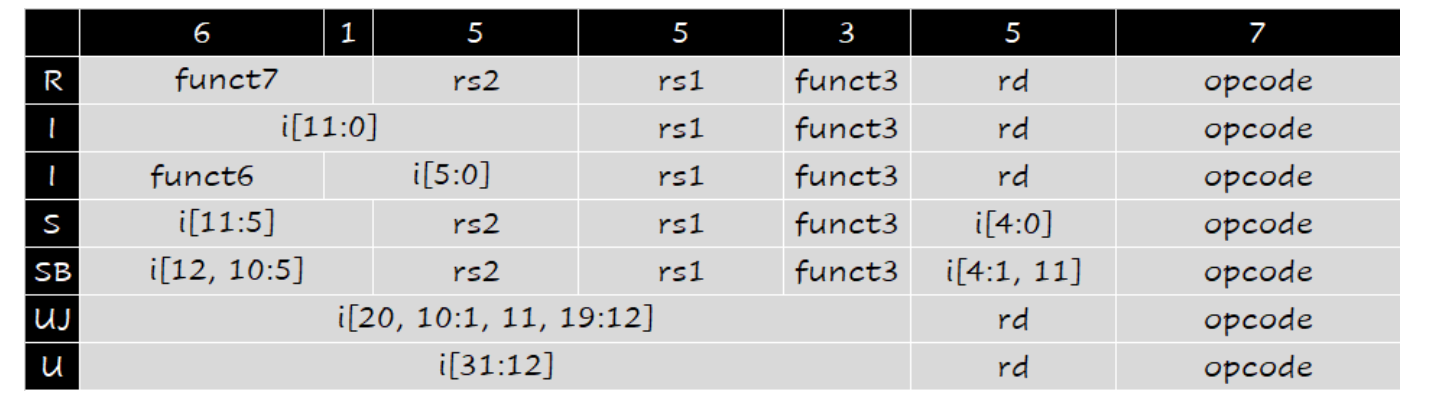 6 1 5 5 3 5 7
R funct7 rs2 rs1 funct3 rd opcode
I i[11:0] rs1 funct3 rd opcode
I funct6 i[5:0] rs1 funct3 rd opcode
S i[11:5] rs2 rs1 funct3 i[4:0] opcode
SB i[12, 10:5] rs2 rs1 funct3 i[4:1, 11] opcode
UJ i[20, 10:1, 11, 19:12] rd opcode
U i[31:12] rd opcode